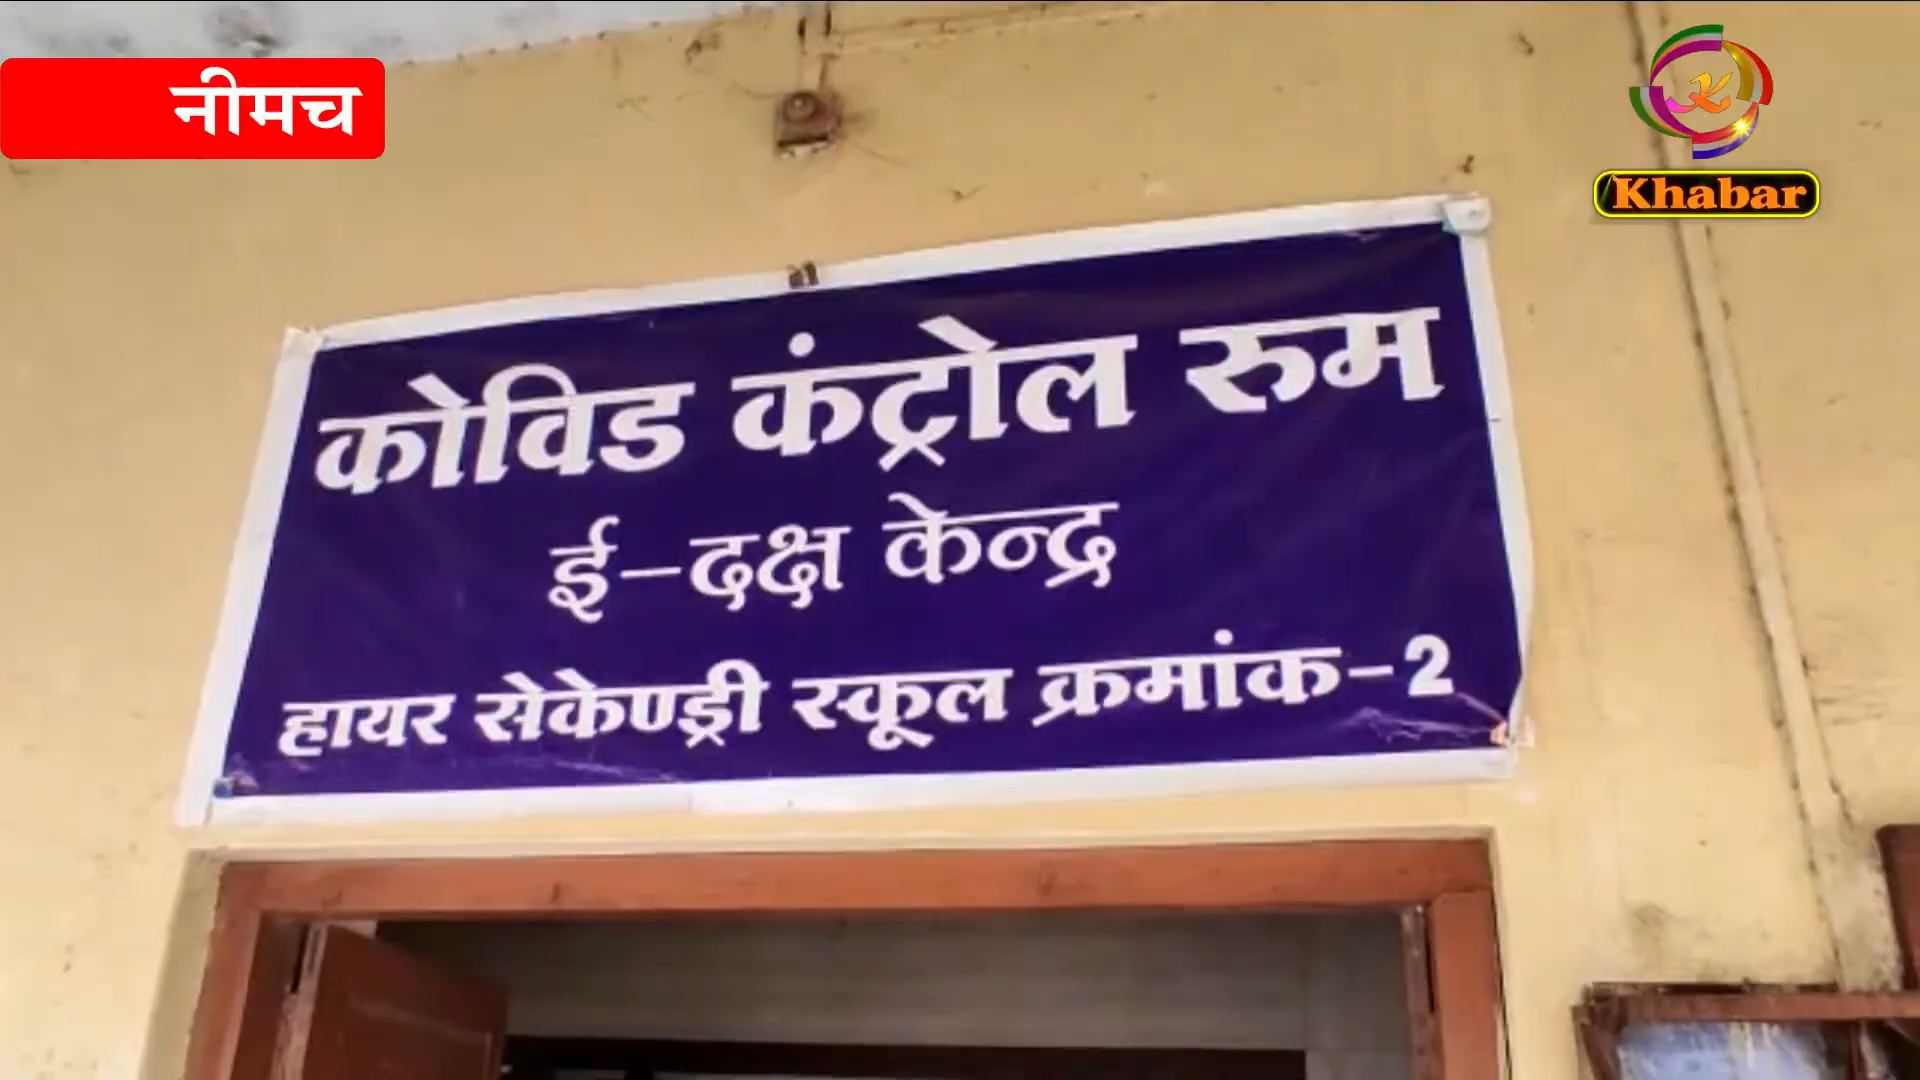 नीमच
K
Khabar
कोविड कंट्रोल रुम
ई-दक्ष केन्द्र
हायर सेकेण्ड्री स्कूल क्रमांक-2